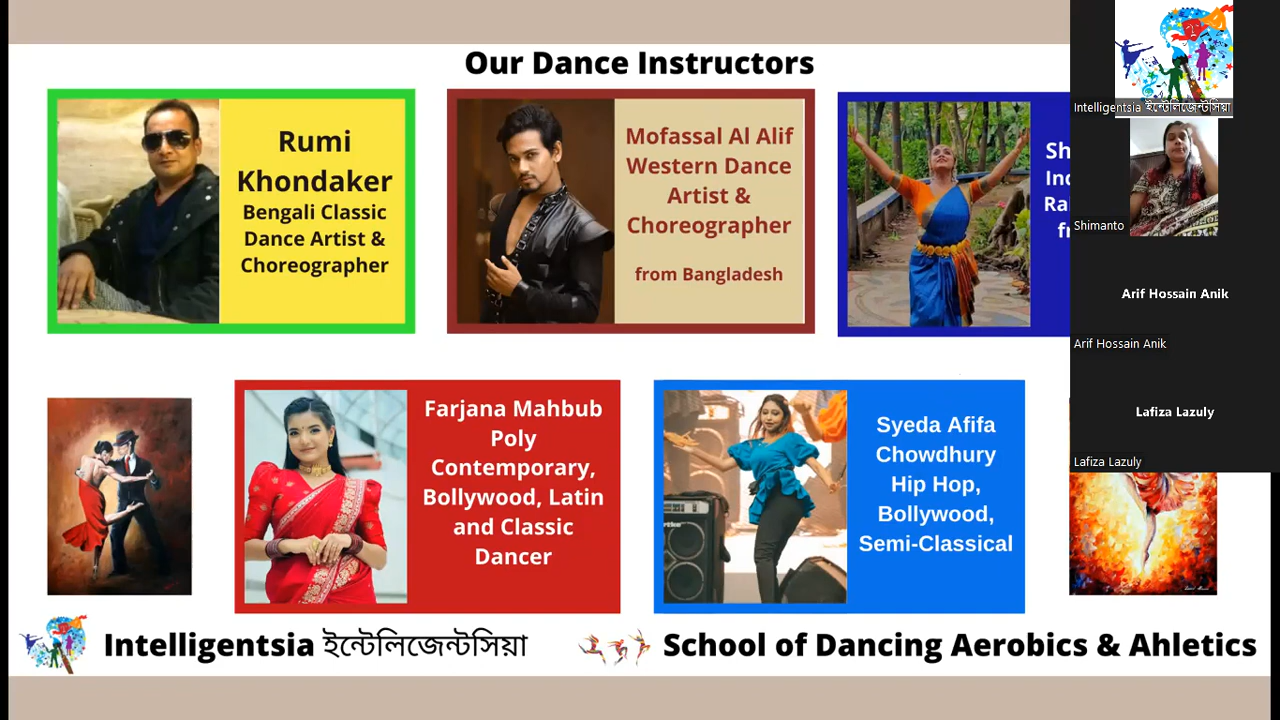 Our Dance Instructors
Rumi
Khondaker
Bengali Classic
Dance Artist &
Choreographer
Mofassal Al Alif
Western Dance
Artist &
Choreographer
from Bangladesh
Farjana Mahbub
Poly
Contemporary,
Bollywood, Latin
and Classic
Dancer
Syeda Afifa
Chowdhury
Hip Hop,
Bollywood,
Semi-Classical
Intelligentsia ইন্টেলিজেন্টসিয়া
School of Dancing Aerobics & Ahletics
Intelligentsia ইন্টেলিজেন্টসিয়া
Shimanto
Arif Hossain Anik
Arif Hossain Anik
Lafiza Lazuly
Lafiza Lazuly